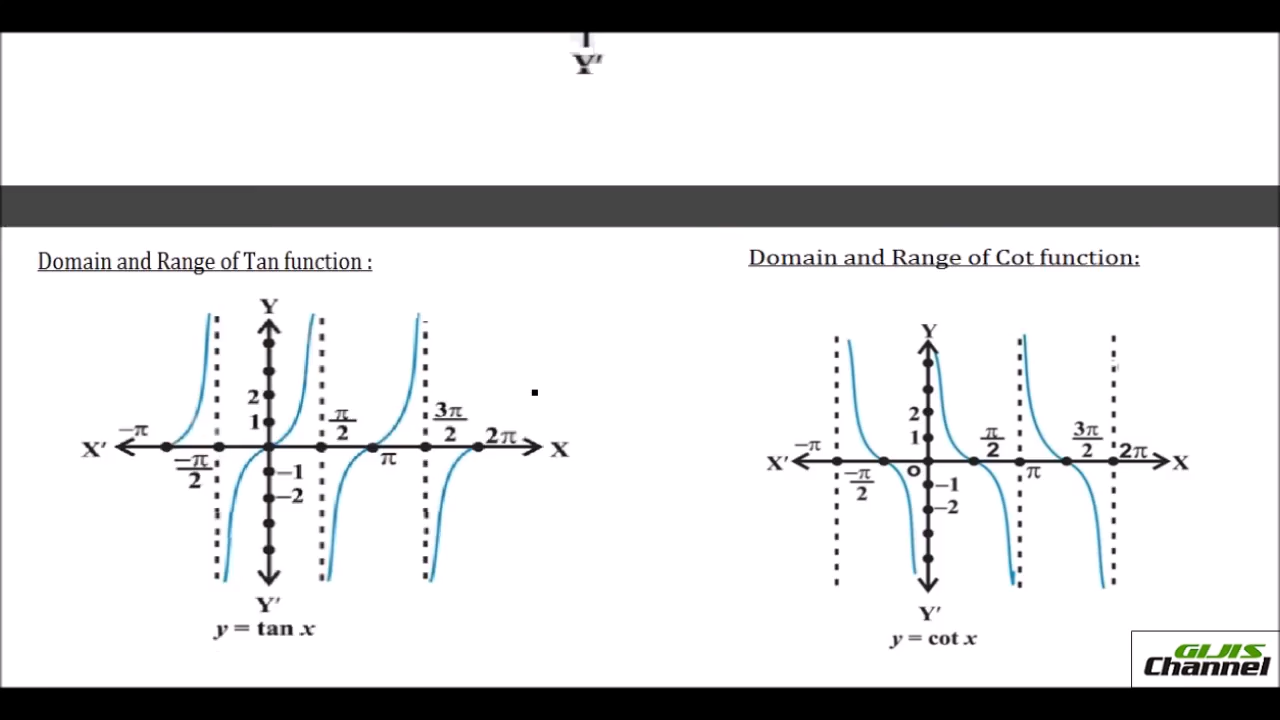 Y'
Domain and Range of Tan function :
Domain and Range of Cot function:
Y
2
1
−π
−π/2
π/2
π
3π/2
2π
X'
X
−1
−2
Y'
y = tan x
Y
2
1
−π
−π/2
O
π/2
π
3π/2
2π
X'
X
−1
−2
Y'
y = cot x
GIJIS
Channel